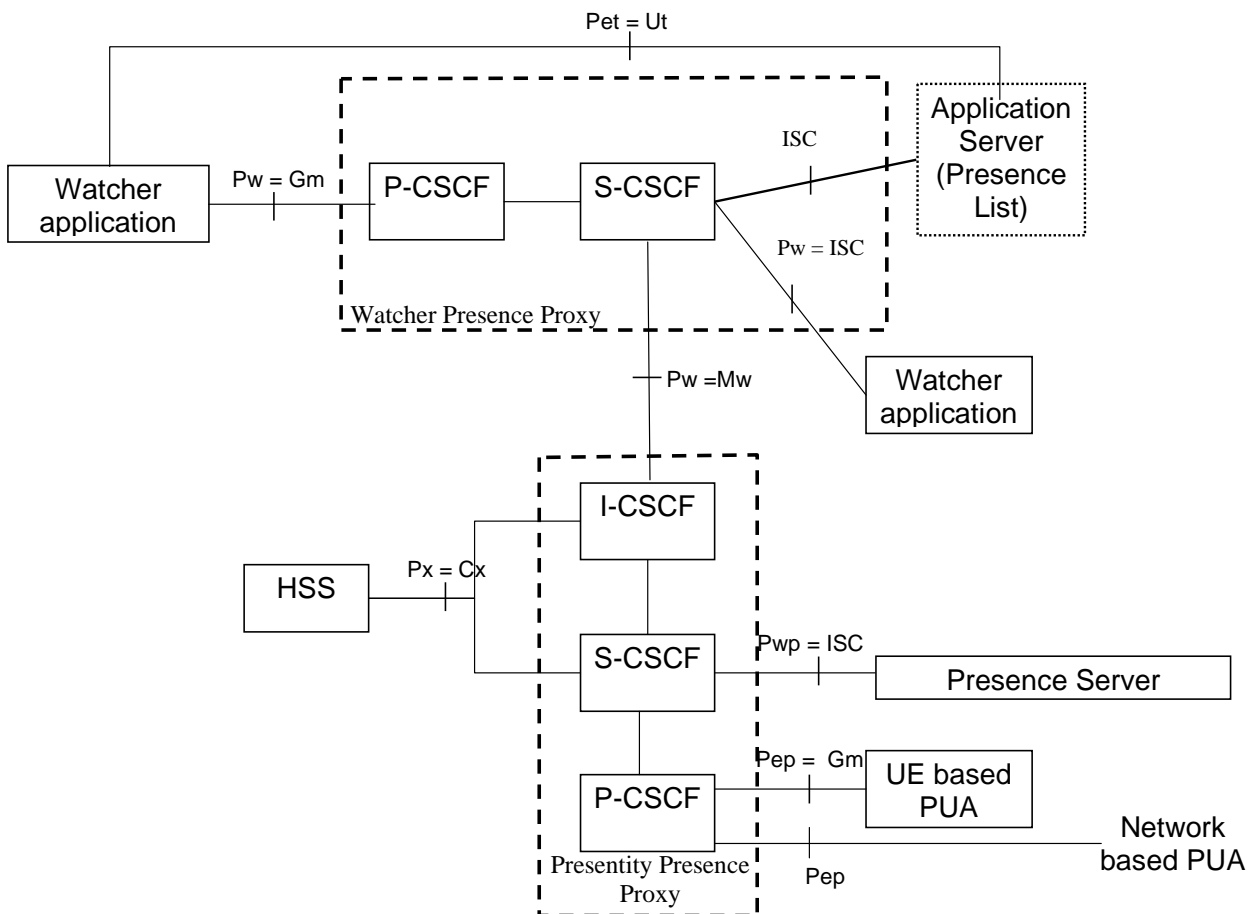 Pet = Ut
Application
Server
(Presence
List)
ISC
Watcher
application
Pw = Gm
P-CSCF
S-CSCF
Pw = ISC
Watcher Presence Proxy
Pw =Mw
Watcher
application
I-CSCF
HSS
Px = Cx
S-CSCF
Pwp = ISC
Presence Server
P-CSCF
Pep =  Gm
UE based
PUA
Network
based PUA
Pep
Presentity Presence
Proxy